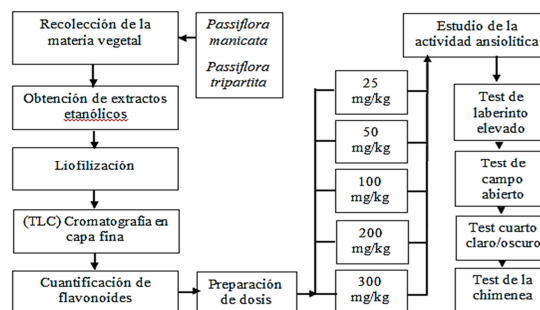 Recolección de la
materia vegetal
Passiflora
manicata
Passiflora
tripartita
Obtención de extractos
etanólicos
Liofilización
(TLC) Cromatografía en
capa fina
Cuantificación de
flavonoides
Preparación
de dosis
25
mg/kg
50
mg/kg
100
mg/kg
200
mg/kg
300
mg/kg
Estudio de la
actividad ansiolítica
Test de
laberinto
elevado
Test de
campo
abierto
Test cuarto
claro/oscuro
Test de la
chimenea